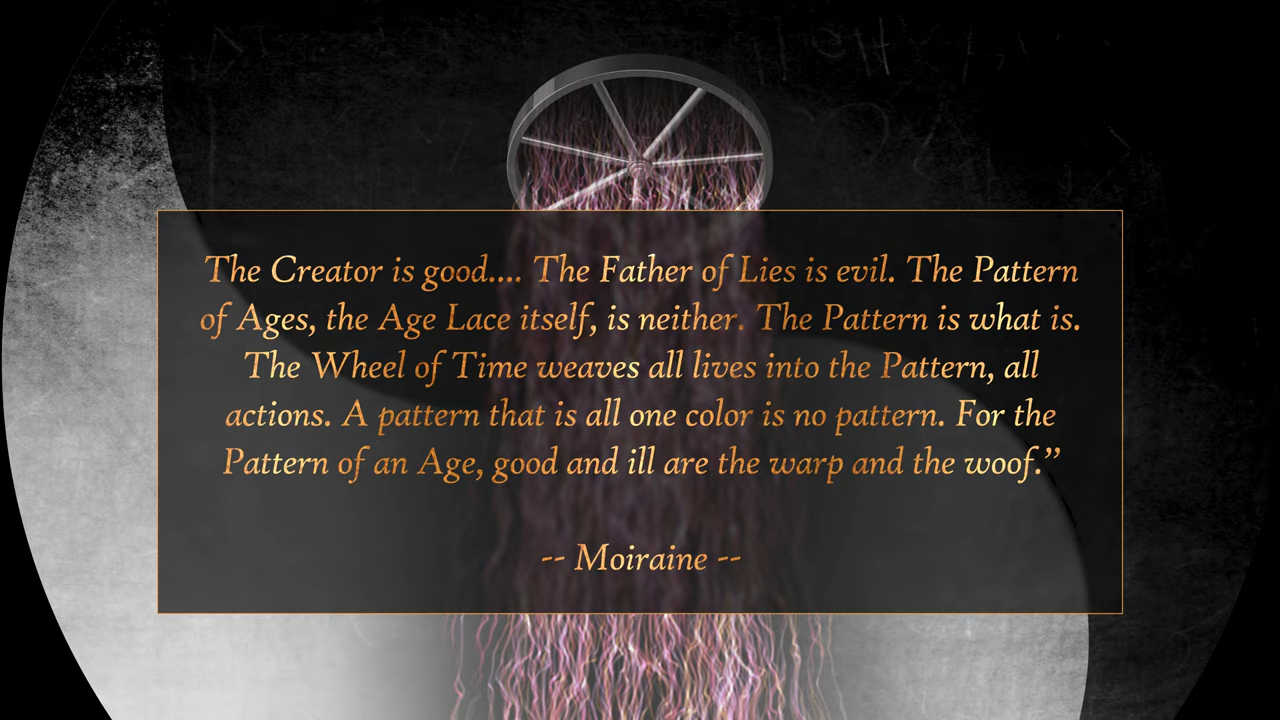 The Creator is good.... The Father of Lies is evil. The Pattern
of Ages, the Age Lace itself, is neither. The Pattern is what is.
The Wheel of Time weaves all lives into the Pattern, all
actions. A pattern that is all one color is no pattern. For the
Pattern of an Age, good and ill are the warp and the woof.”
-- Moiraine --